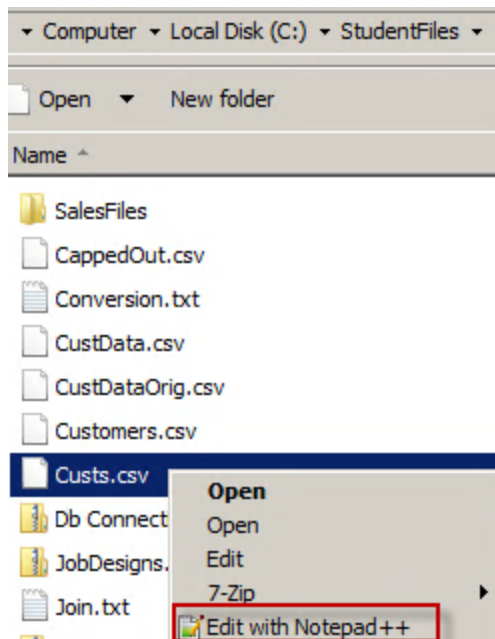 Computer Local Disk (C:) StudentFiles
Open New folder
Name
SalesFiles
CappedOut.csv
Conversion.txt
CustData.csv
CustDataOrig.csv
Customers.csv
Custs.csv
Open
Db Connect
Open
Edit
JobDesigns.
7-Zip
Join.txt
Edit with Notepad++